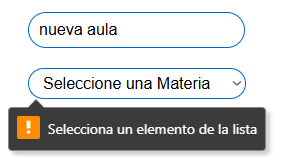 nueva aula
Seleccione una Materia
Selecciona un elemento de la lista